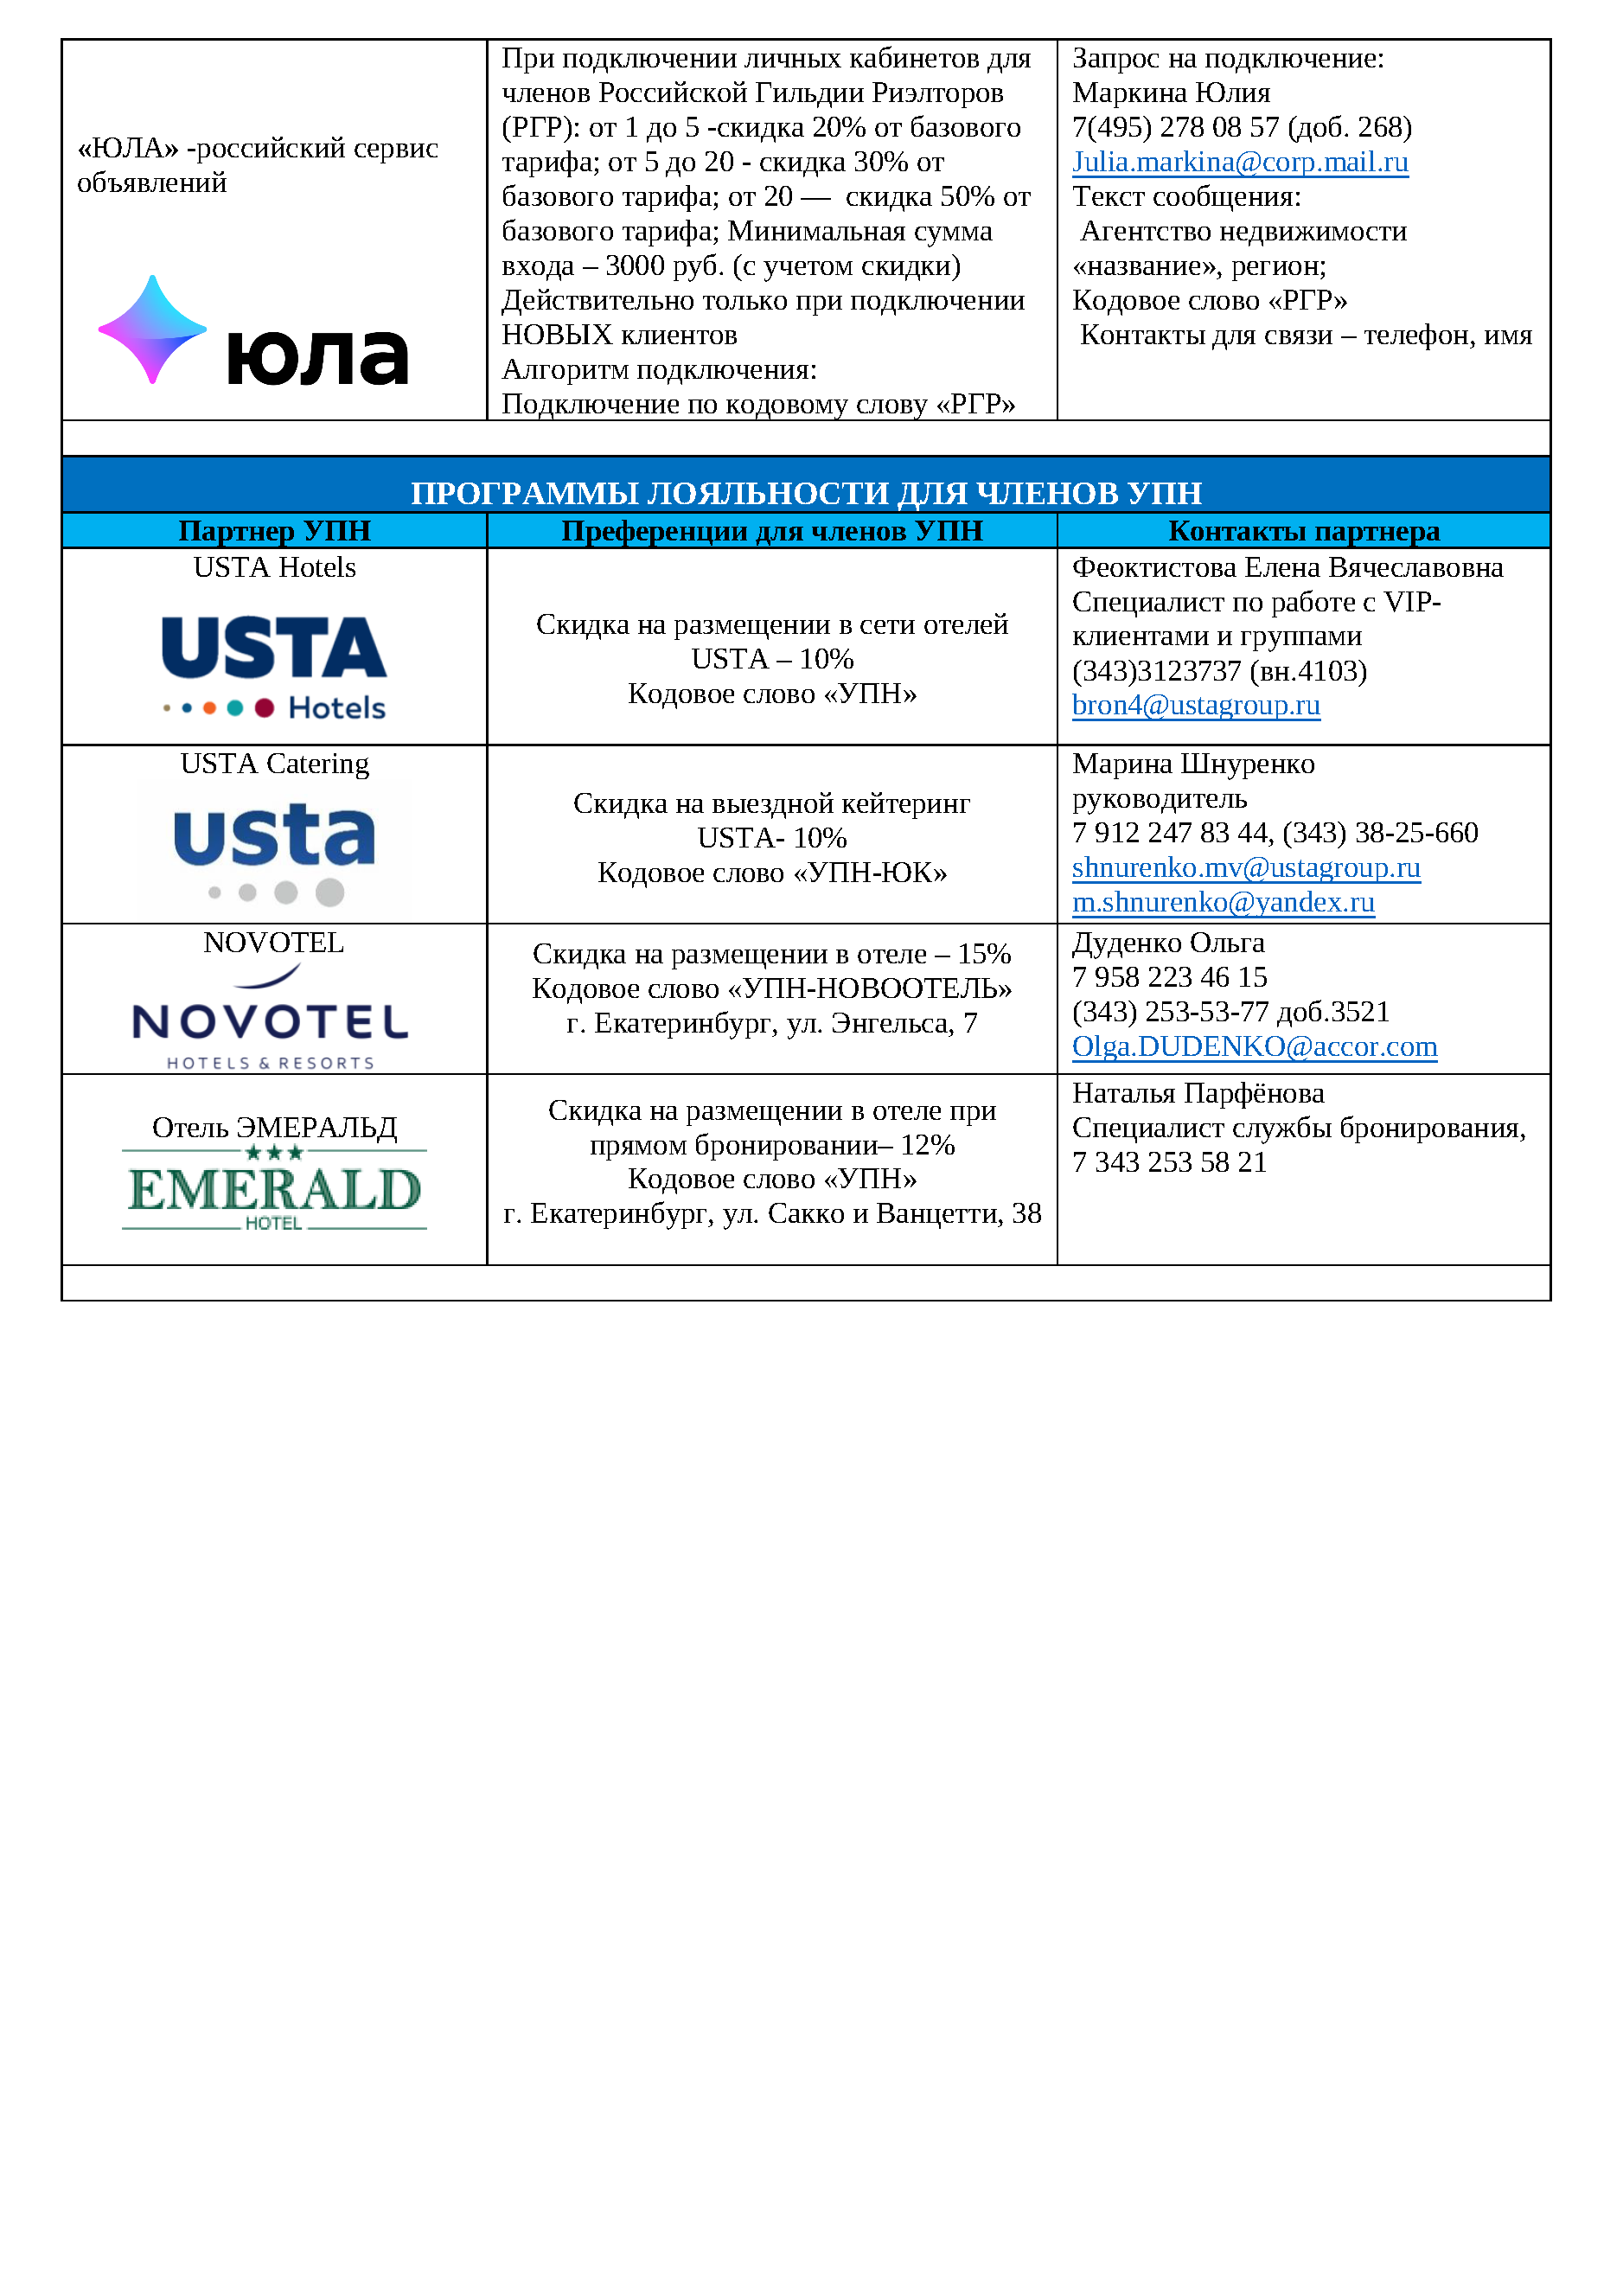 «ЮЛА» -российский сервис
объявлений
юла
При подключении личных кабинетов для
членов Российской Гильдии Риэлторов
(РГР): от 1 до 5 -скидка 20% от базового
тарифа; от 5 до 20 - скидка 30% от
базового тарифа; от 20 — скидка 50% от
базового тарифа; Минимальная сумма
входа – 3000 руб. (с учетом скидки)
Действительно только при подключении
НОВЫХ клиентов
Алгоритм подключения:
Подключение по кодовому слову «РГР»
Запрос на подключение:
Маркина Юлия
7(495) 278 08 57 (доб. 268)
Julia.markina@corp.mail.ru
Текст сообщения:
Агентство недвижимости
«название», регион;
Кодовое слово «РГР»
Контакты для связи – телефон, имя
ПРОГРАММЫ ЛОЯЛЬНОСТИ ДЛЯ ЧЛЕНОВ УПН
Партнер УПН
Преференции для членов УПН
Контакты партнера
USTA Hotels
USTA
Hotels
Скидка на размещении в сети отелей
USTA – 10%
Кодовое слово «УПН»
Феоктистова Елена Вячеславовна
Специалист по работе с VIP-
клиентами и группами
(343)3123737 (вн.4103)
bron4@ustagroup.ru
USTA Catering
usta
Скидка на выездной кейтеринг
USTA- 10%
Кодовое слово «УПН-ЮК»
Марина Шнуренко
руководитель
7 912 247 83 44, (343) 38-25-660
shnurenko.mv@ustagroup.ru
m.shnurenko@yandex.ru
NOVOTEL
NOVOTEL
HOTELS & RESORTS
Скидка на размещении в отеле – 15%
Кодовое слово «УПН-НОВООТЕЛЬ»
г. Екатеринбург, ул. Энгельса, 7
Дуденко Ольга
7 958 223 46 15
(343) 253-53-77 доб.3521
Olga.DUDENKO@accor.com
Отель ЭМЕРАЛЬД
EMERALD
HOTEL
Скидка на размещении в отеле при
прямом бронировании– 12%
Кодовое слово «УПН»
г. Екатеринбург, ул. Сакко и Ванцетти, 38
Наталья Парфёнова
Специалист службы бронирования,
7 343 253 58 21